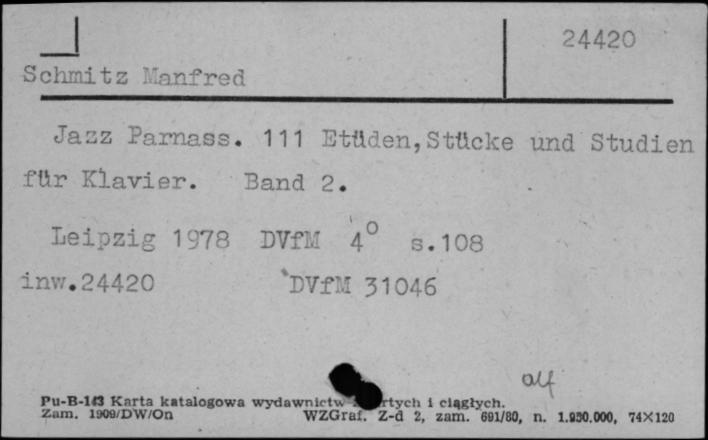 24420
Schmitz Manfred
Jazz Parnass. 111 Etüden,Stücke und Studien
für Klavier. Band 2.
Leipzig 1978 DVfM 4° s.108
inw.24420 DVfM 31046
alf
Pu-B-143 Karta katalogowa wydawnictw i ciągłych.
Zam. 1909/DW/On WZGraf. Z-d 2, zam. 691/80, n. 1.950.000, 74X120